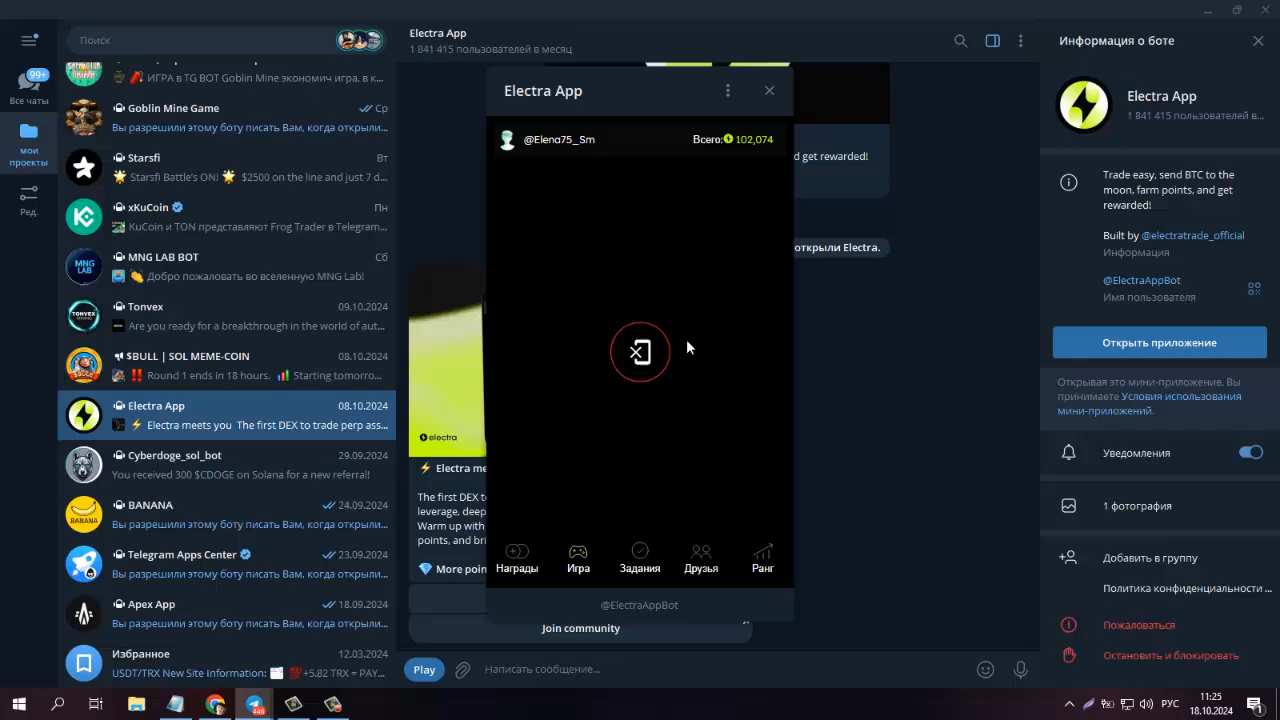 Поиск
99+
Все чаты
мои
проекты
Ред.
ИГРА в TG BOT Goblin Mine экономич игра, в к...
Goblin Mine Game
Ср
Вы разрешили этому боту писать Вам, когда открыли...
Starsfi
Вт
Starsfi Battle's ON! $2500 on the line and just 7 d...
xKuCoin
Пн
KuCoin и TON представляют Frog Trader в Telegram...
MNG LAB BOT
Сб
Добро пожаловать во вселенную MNG Lab!
MNG
LAB
Tonvex
09.10.2024
Are you ready for a breakthrough in the world of aut...
TONVEX
$BULL | SOL MEME-COIN
08.10.2024
Round 1 ends in 18 hours. Starting tomorro...
Electra App
08.10.2024
Electra meets you The first DEX to trade perp ass...
Cyberdoge_sol_bot
29.09.2024
You received 300 $CDOGE on Solana for a new referral!
BANANA
24.09.2024
Вы разрешили этому боту писать Вам, когда открыли...
BANANA
Telegram Apps Center
23.09.2024
Вы разрешили этому боту писать Вам, когда открыли...
Apex App
18.09.2024
Вы разрешили этому боту писать Вам, когда открыли...
Избранное
12.03.2024
USDT/TRX New Site Information: +5.82 TRX = PAY...
Electra App
1 841 415 пользователей в месяц
d get rewarded!
открыли Electra.
electra
Electra me
The first DEX t
leverage, deep
Warm up with
points, and bri
More poin
Join community
Play
Написать сообщение...
Electra App
@Elena75_Sm
Всего: 102,074
Награды
Игра
Задания
Друзья
Ранг
@ElectraAppBot
Информация о боте
Electra App
1 841 415 пользователей в...
Trade easy, send BTC to the
moon, farm points, and get
rewarded!
Built by @electratrade_official
Информация
@ElectraAppBot
Имя пользователя
Открыть приложение
Открывая это мини-приложение, Вы
принимаете Условия использования
мини-приложений.
Уведомления
1 фотография
Добавить в группу
Политика конфиденциальности ...
Пожаловаться
Остановить и блокировать
446
РУС
11:25
18.10.2024
1